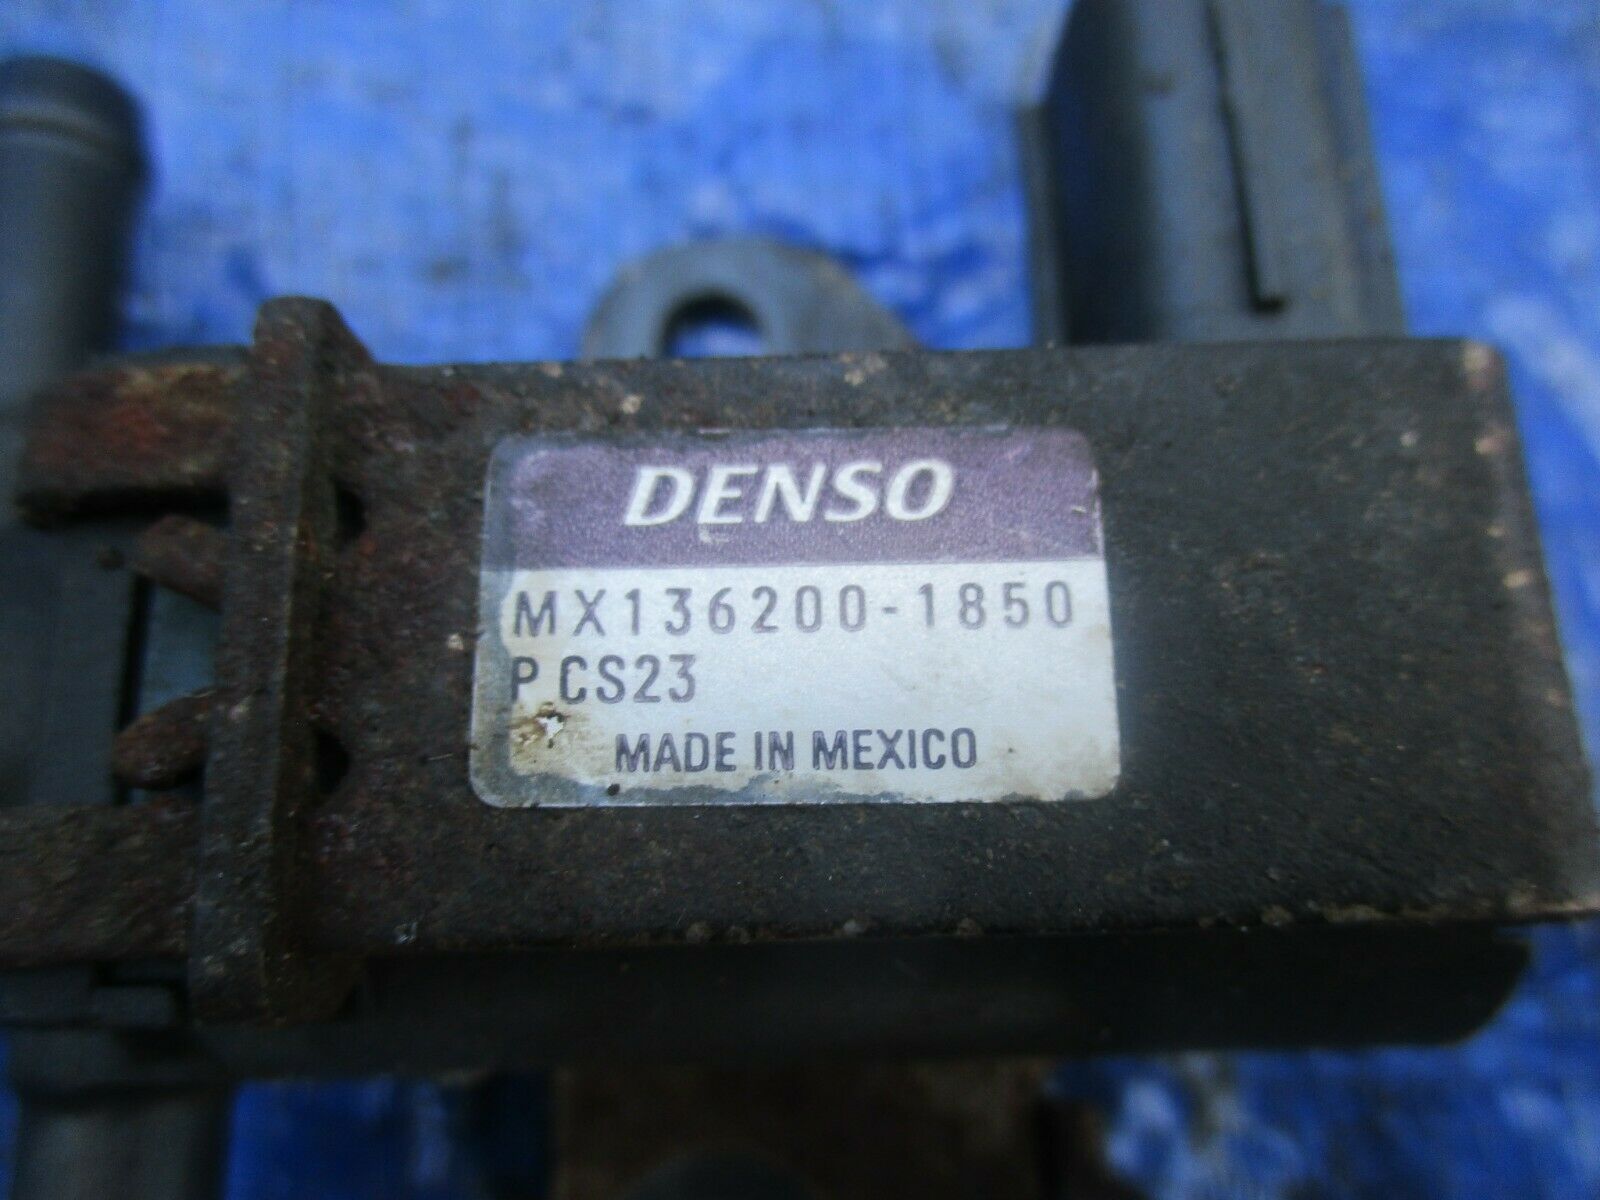 DENSO
MX136200-1850
P CS23
MADE IN MEXICO